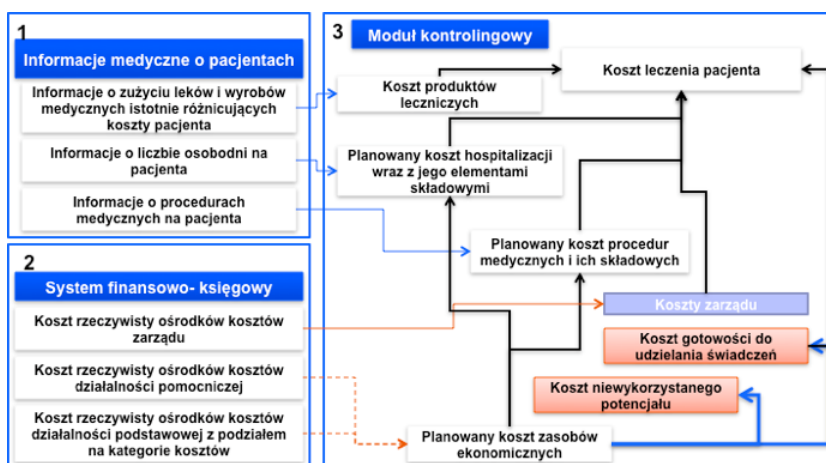 1
Informacje medyczne o pacjentach
Informacje o zużyciu leków i wyrobów
medycznych istotnie różnicujących
koszty pacjenta
Informacje o liczbie osobodni na
pacjenta
Informacje o procedurach
medycznych na pacjenta
2
System finansowo- księgowy
Koszt rzeczywisty ośrodków kosztów
zarządu
Koszt rzeczywisty ośrodków kosztów
działalności pomocniczej
Koszt rzeczywisty ośrodków kosztów
działalności podstawowej z podziałem
na kategorie kosztów
3
Moduł kontrolingowy
Koszt leczenia pacjenta
Koszt produktów
leczniczych
Planowany koszt hospitalizacji
wraz z jego elementami
składowymi
Planowany koszt procedur
medycznych i ich składowych
Koszty zarządu
Koszt gotowości do
udzielania świadczeń
Koszt niewykorzystanego
potencjału
Planowany koszt zasobów
ekonomicznych